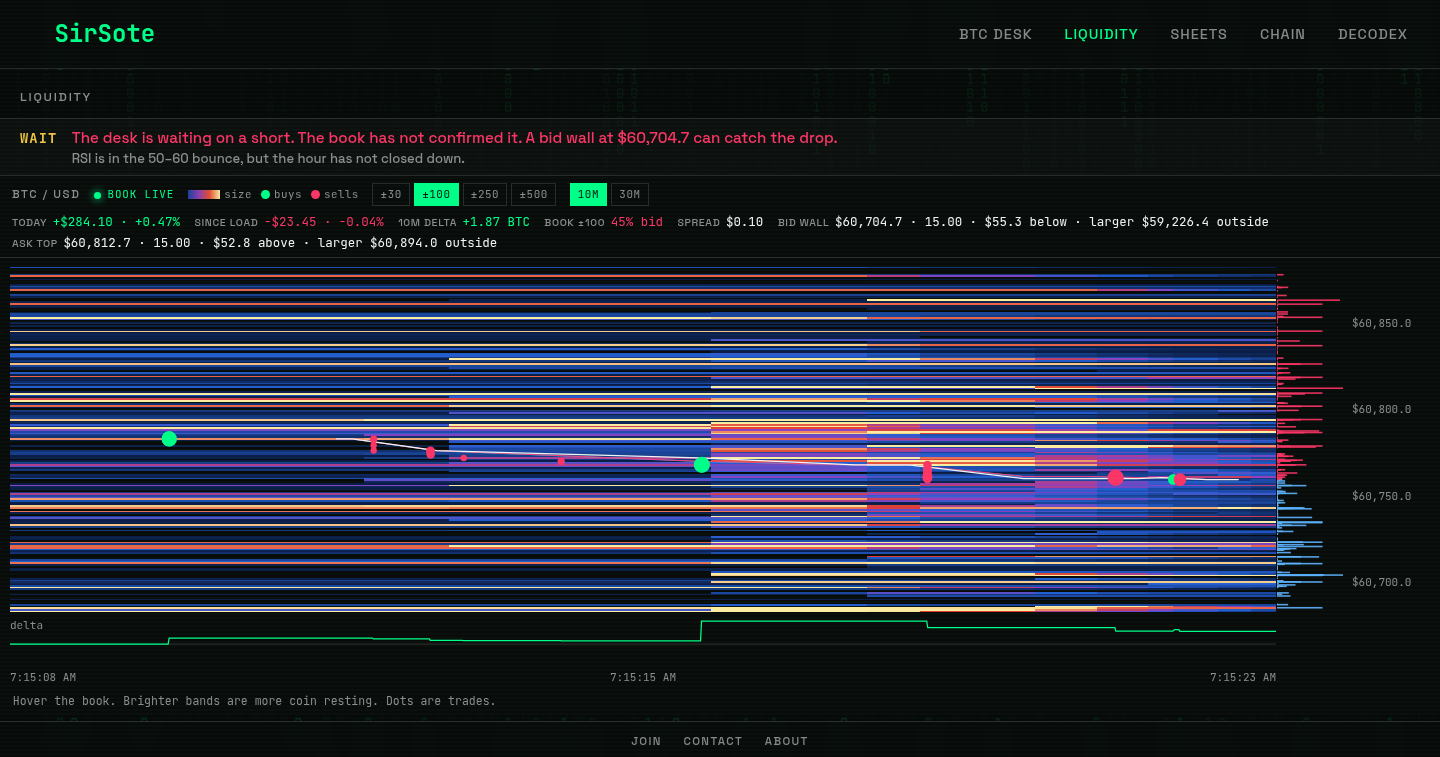 SirSote
BTC DESK LIQUIDITY SHEETS CHAIN DECODEX
LIQUIDITY
WAIT The desk is waiting on a short. The book has not confirmed it. A bid wall at $60,704.7 can catch the drop.
RSI is in the 50–60 bounce, but the hour has not closed down.
BTC / USD BOOK LIVE size buys sells ±30 ±100 ±250 ±500 10M 30M
TODAY +$284.10 · +0.47% SINCE LOAD -$23.45 · -0.04% 10M DELTA +1.87 BTC BOOK ±100 45% bid SPREAD $0.10 BID WALL $60,704.7 · 15.00 · $55.3 below · larger $59,226.4 outside
ASK TOP $60,812.7 · 15.00 · $52.8 above · larger $60,894.0 outside
$60,850.0
$60,800.0
$60,750.0
$60,700.0
delta
7:15:08 AM 7:15:15 AM 7:15:23 AM
Hover the book. Brighter bands are more coin resting. Dots are trades.
JOIN CONTACT ABOUT